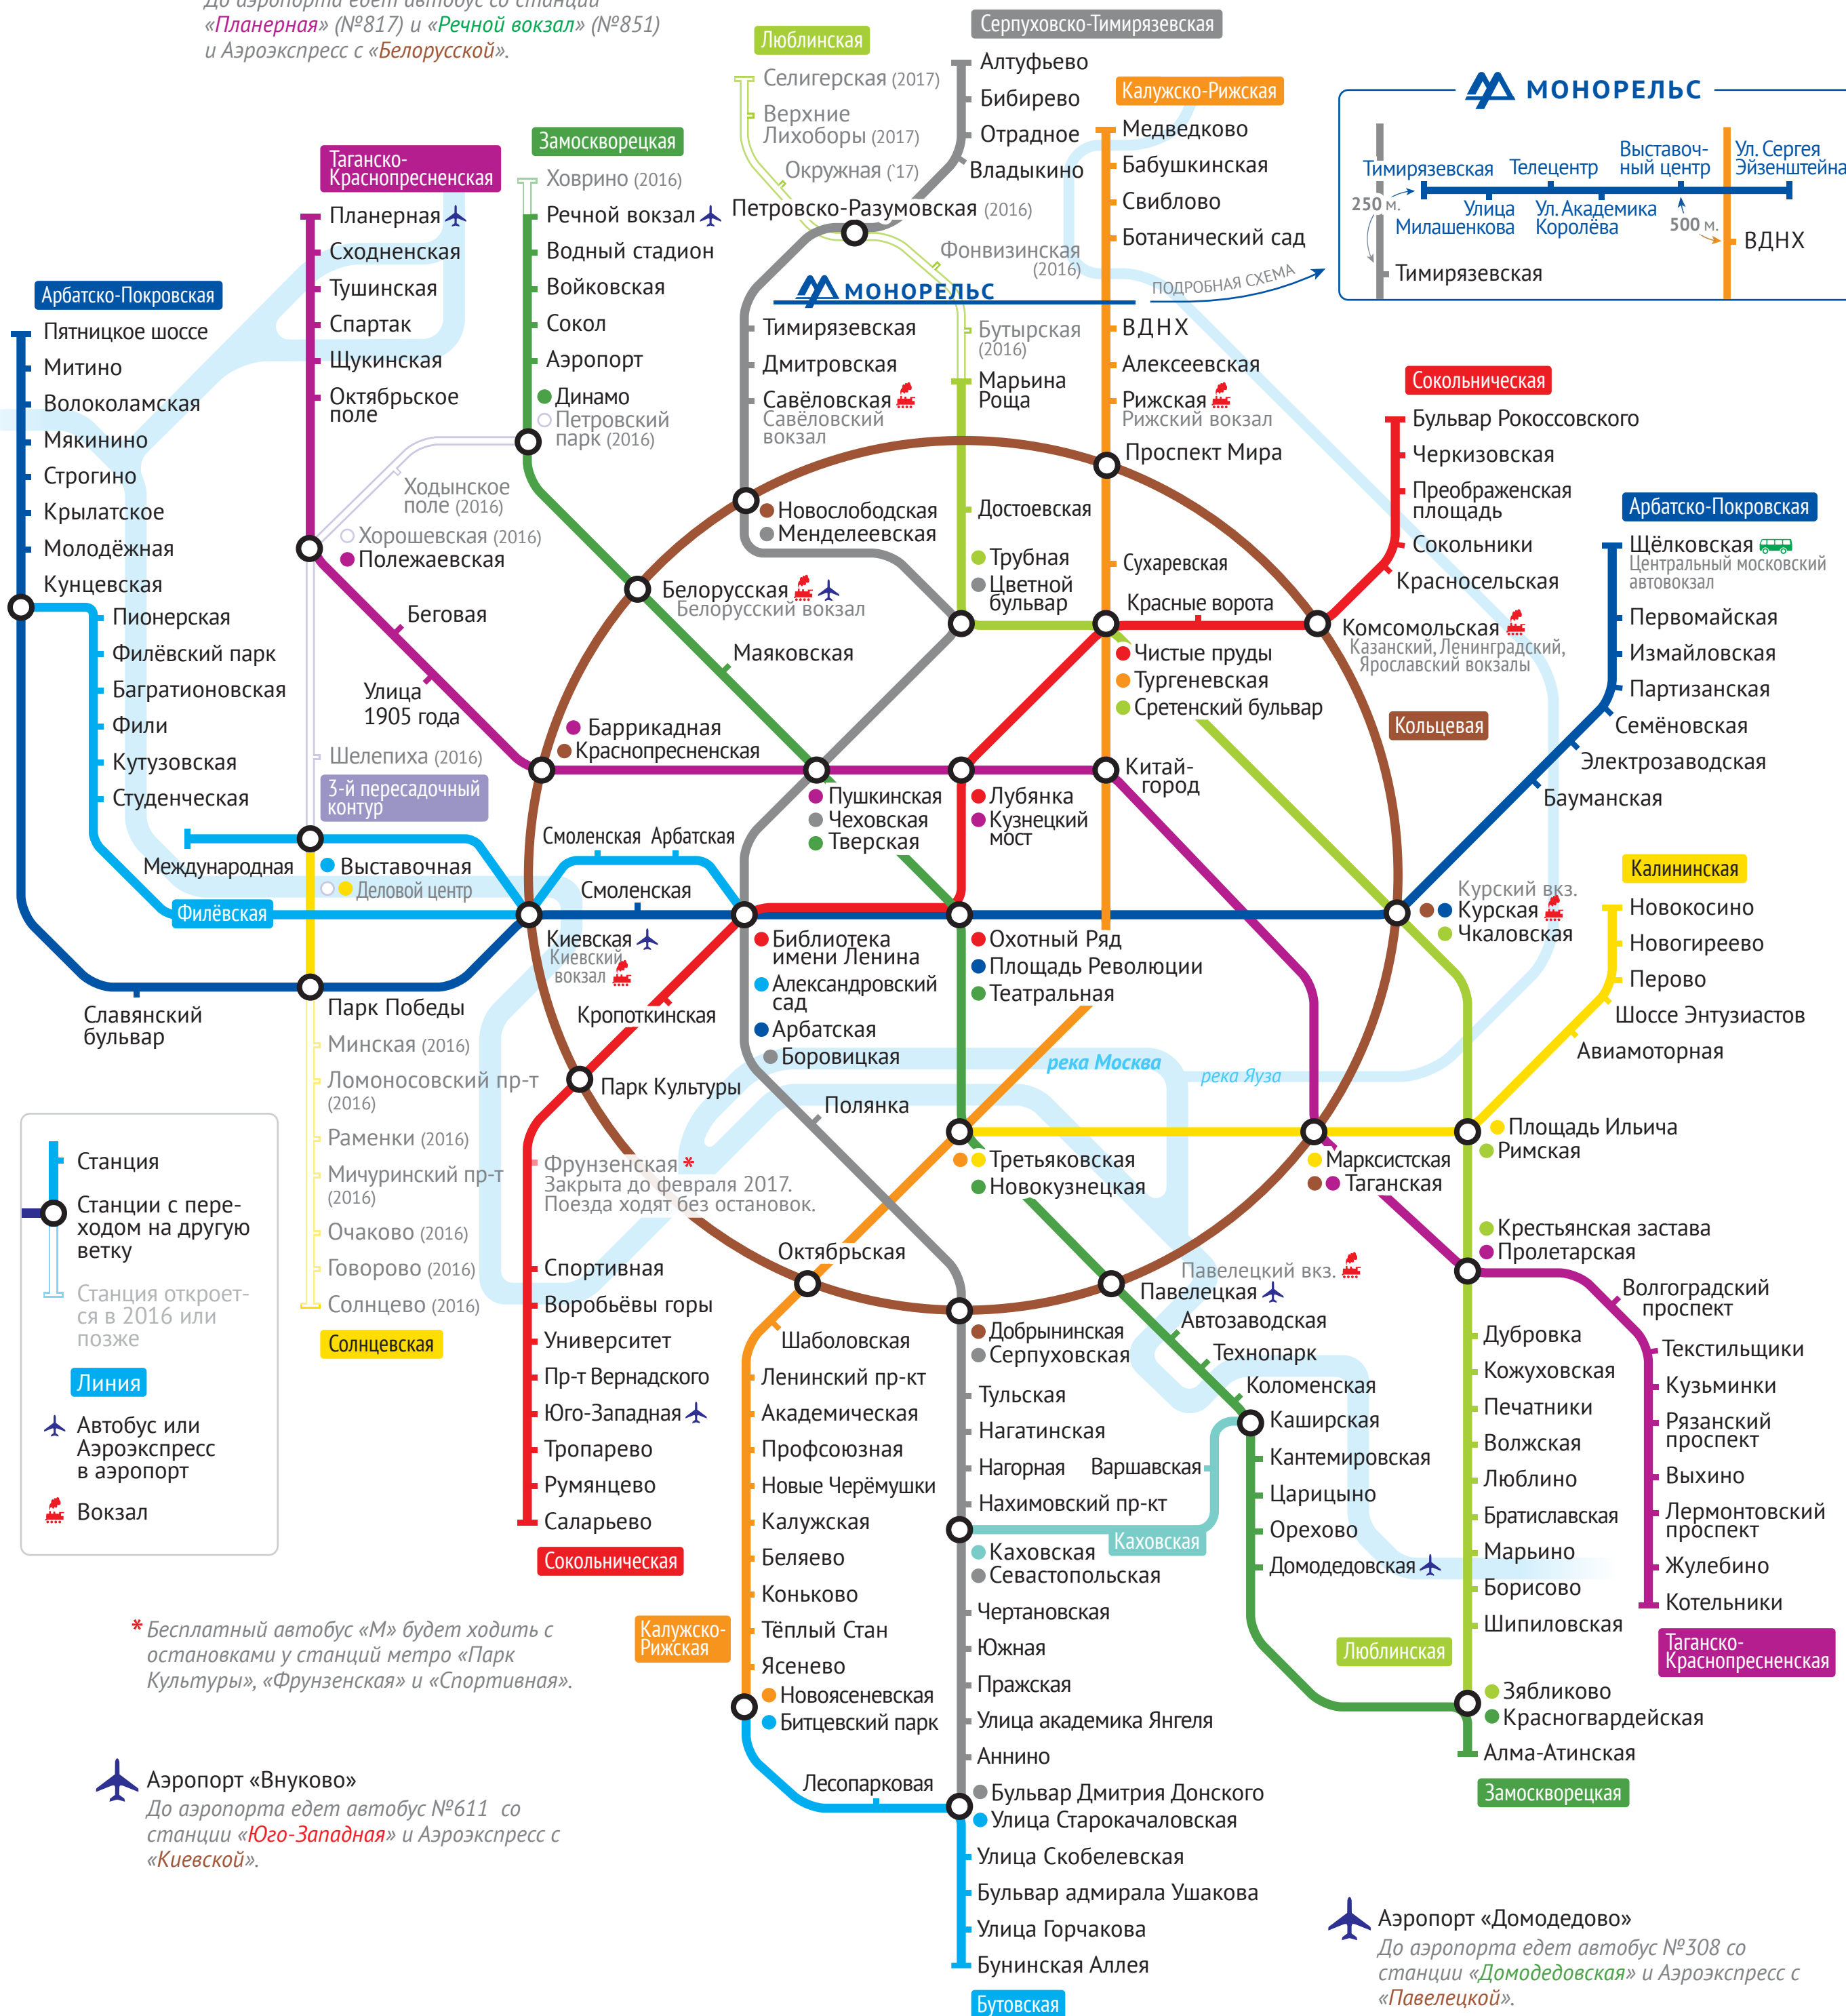 До аэропорта едет автобус со станции
«Планерная» (№817) и «Речной вокзал» (№851)
и Аэроэкспресс с «Белорусской».
Люблинская
Селигерская (2017)
Верхние
Лихоборы (2017)
Окружная (‘17)
Петровско-Разумовская (2016)
Фонвизинская
(2016)
Бутырская
(2016)
Марьина
Роща
Достоевская
Трубная
Цветной
бульвар
Серпуховско-Тимирязевская
Алтуфьево
Бибирево
Отрадное
Владыкино
МОНОРЕЛЬС
ПОДРОБНАЯ СХЕМА
Тимирязевская
Дмитровская
Савёловская
Савёловский
вокзал
Новослободская
Менделеевская
Калужско-Рижская
Медведково
Бабушкинская
Свиблово
Ботанический сад
ВДНХ
Алексеевская
Рижская
Рижский вокзал
Проспект Мира
Сухаревская
МОНОРЕЛЬС
Тимирязевская
Телецентр
Выставоч-
ный центр
Ул. Сергея
Эйзенштейна
250 м.
Улица
Милашенкова
Ул. Академика
Королёва
500 м.
ВДНХ
Тимирязевская
Замоскворецкая
Ховрино (2016)
Речной вокзал
Водный стадион
Войковская
Сокол
Аэропорт
Динамо
Петровский
парк (2016)
Ходынское
поле (2016)
Хорошевская (2016)
Полежаевская
Белорусская
Белорусский вокзал
Маяковская
Таганско-
Краснопресненская
Планерная
Сходненская
Тушинская
Спартак
Щукинская
Октябрьское
поле
Беговая
Улица
1905 года
Баррикадная
Краснопресненская
Шелепиха (2016)
3-й пересадочный
контур
Арбатско-Покровская
Пятницкое шоссе
Митино
Волоколамская
Мякинино
Строгино
Крылатское
Молодёжная
Кунцевская
Пионерская
Филёвский парк
Багратионовская
Фили
Кутузовская
Студенческая
Международная
Выставочная
Деловой центр
Филёвская
Славянский
бульвар
Парк Победы
Минская (2016)
Ломоносовский пр-т
(2016)
Раменки (2016)
Мичуринский пр-т
(2016)
Очаково (2016)
Говорово (2016)
Солнцево (2016)
Солнцевская
Сокольническая
Бульвар Рокоссовского
Черкизовская
Преображенская
площадь
Сокольники
Красносельская
Красные ворота
Комсомольская
Казанский, Ленинградский,
Ярославский вокзалы
Чистые пруды
Тургеневская
Сретенский бульвар
Кольцевая
Арбатско-Покровская
Щёлковская
Центральный московский
автовокзал
Первомайская
Измайловская
Партизанская
Семёновская
Электрозаводская
Бауманская
Курский вкз.
Курская
Чкаловская
Калининская
Новокосино
Новогиреево
Перово
Шоссе Энтузиастов
Авиамоторная
Площадь Ильича
Римская
Китай-
город
Лубянка
Кузнецкий
мост
Пушкинская
Чеховская
Тверская
Смоленская
Арбатская
Смоленская
Киевская
Киевский
вокзал
Библиотека
имени Ленина
Александровский
сад
Арбатская
Боровицкая
Охотный Ряд
Площадь Революции
Театральная
Кропоткинская
Парк Культуры
Полянка
река Москва
река Яуза
Третьяковская
Новокузнецкая
Марксистская
Таганская
Фрунзенская *
Закрыта до февраля 2017.
Поезда ходят без остановок.
Спортивная
Воробьёвы горы
Университет
Пр-т Вернадского
Юго-Западная
Тропарево
Румянцево
Саларьево
Сокольническая
Октябрьская
Шаболовская
Ленинский пр-кт
Академическая
Профсоюзная
Новые Черёмушки
Калужская
Беляево
Коньково
Тёплый Стан
Ясенево
Новоясеневская
Битцевский парк
Калужско-
Рижская
Лесопарковая
Добрынинская
Серпуховская
Тульская
Нагатинская
Нагорная
Варшавская
Нахимовский пр-кт
Каховская
Каховская
Севастопольская
Чертановская
Южная
Пражская
Улица академика Янгеля
Аннино
Бульвар Дмитрия Донского
Улица Старокачаловская
Улица Скобелевская
Бульвар адмирала Ушакова
Улица Горчакова
Бунинская Аллея
Бутовская
Павелецкий вкз.
Павелецкая
Автозаводская
Технопарк
Коломенская
Каширская
Кантемировская
Царицыно
Орехово
Домодедовская
Крестьянская застава
Пролетарская
Дубровка
Кожуховская
Печатники
Волжская
Люблино
Братиславская
Марьино
Борисово
Шипиловская
Люблинская
Зябликово
Красногвардейская
Алма-Атинская
Замоскворецкая
Волгоградский
проспект
Текстильщики
Кузьминки
Рязанский
проспект
Выхино
Лермонтовский
проспект
Жулебино
Котельники
Таганско-
Краснопресненская
Станция
Станции с пере-
ходом на другую
ветку
Станция откроет-
ся в 2016 или
позже
Линия
Автобус или
Аэроэкспресс
в аэропорт
Вокзал
* Бесплатный автобус «М» будет ходить с
остановками у станций метро «Парк
Культуры», «Фрунзенская» и «Спортивная».
Аэропорт «Внуково»
До аэропорта едет автобус №611 со
станции «Юго-Западная» и Аэроэкспресс с
«Киевской».
Аэропорт «Домодедово»
До аэропорта едет автобус №308 со
станции «Домодедовская» и Аэроэкспресс с
«Павелецкой».